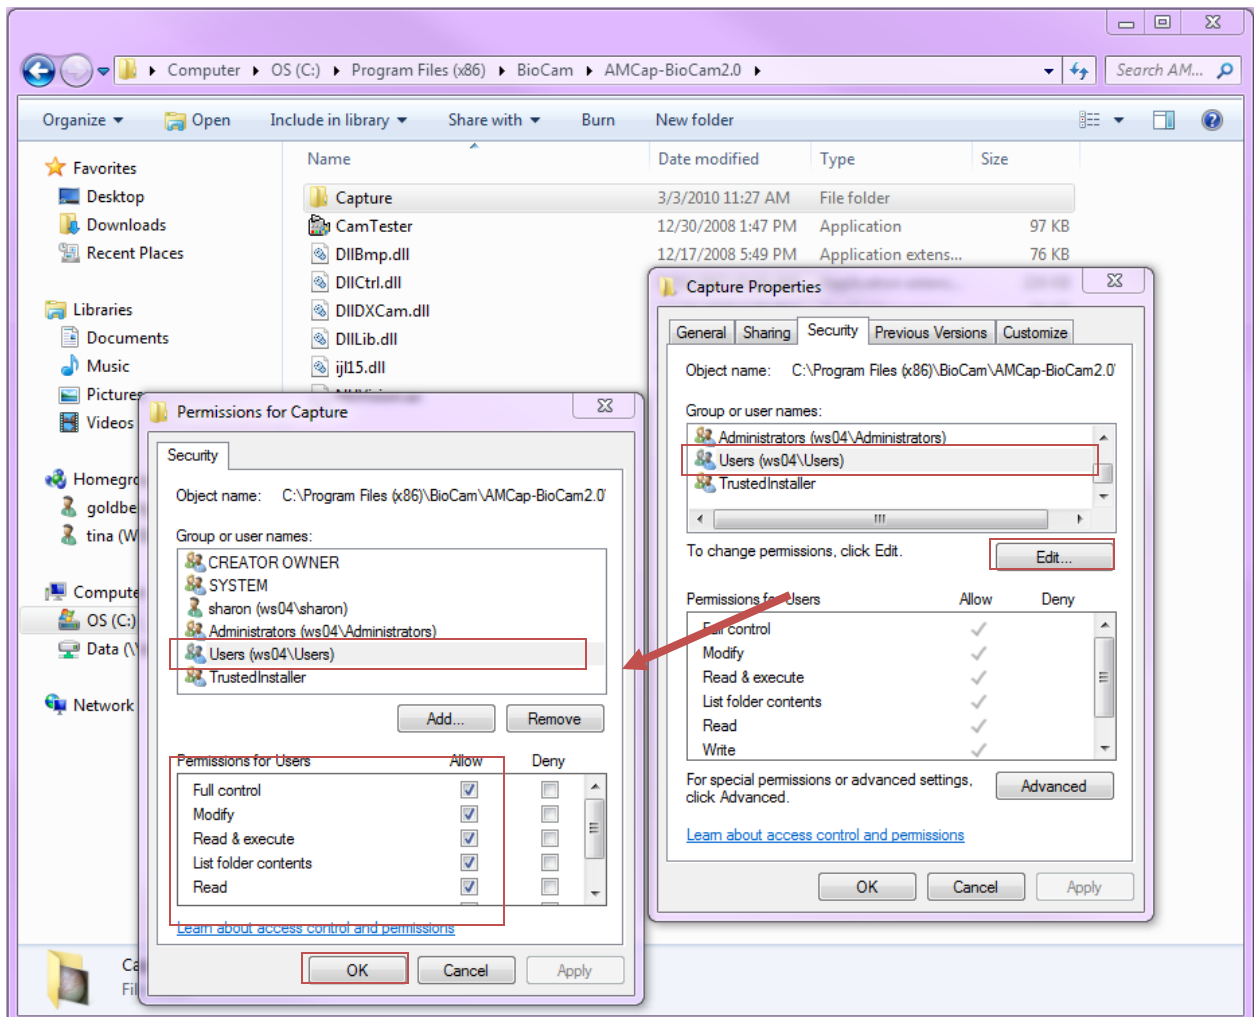 Computer OS (C:) Program Files (x86) BioCam AMCap-BioCam2.0
Search AM...
Organize Open Include in library Share with Burn New folder
Name Date modified Type Size
Favorites
Desktop
Downloads
Recent Places
Libraries
Documents
Music
Pictures
Videos
Homegro
goldbe
tina (W
Compute
OS (C:)
Data (\\
Network
Capture 3/3/2010 11:27 AM File folder
CamTester 12/30/2008 1:47 PM Application 97 KB
DllBmp.dll 12/17/2008 5:49 PM Application extens... 76 KB
DllCtrl.dll
DllDXCam.dll
DllLib.dll
ijl15.dll
Capture Properties
General Sharing Security Previous Versions Customize
Object name: C:\Program Files (x86)\BioCam\AMCap-BioCam2.0\
Group or user names:
Administrators (ws04\Administrators)
Users (ws04\Users)
TrustedInstaller
To change permissions, click Edit.
Edit...
Permissions for Users Allow Deny
Full control
Modify
Read & execute
List folder contents
Read
Write
For special permissions or advanced settings,
click Advanced.
Advanced
Learn about access control and permissions
OK Cancel Apply
Permissions for Capture
Security
Object name: C:\Program Files (x86)\BioCam\AMCap-BioCam2.0\
Group or user names:
CREATOR OWNER
SYSTEM
sharon (ws04\sharon)
Administrators (ws04\Administrators)
Users (ws04\Users)
TrustedInstaller
Add... Remove
Permissions for Users Allow Deny
Full control
Modify
Read & execute
List folder contents
Read
Learn about access control and permissions
OK Cancel Apply
Ca
Fil